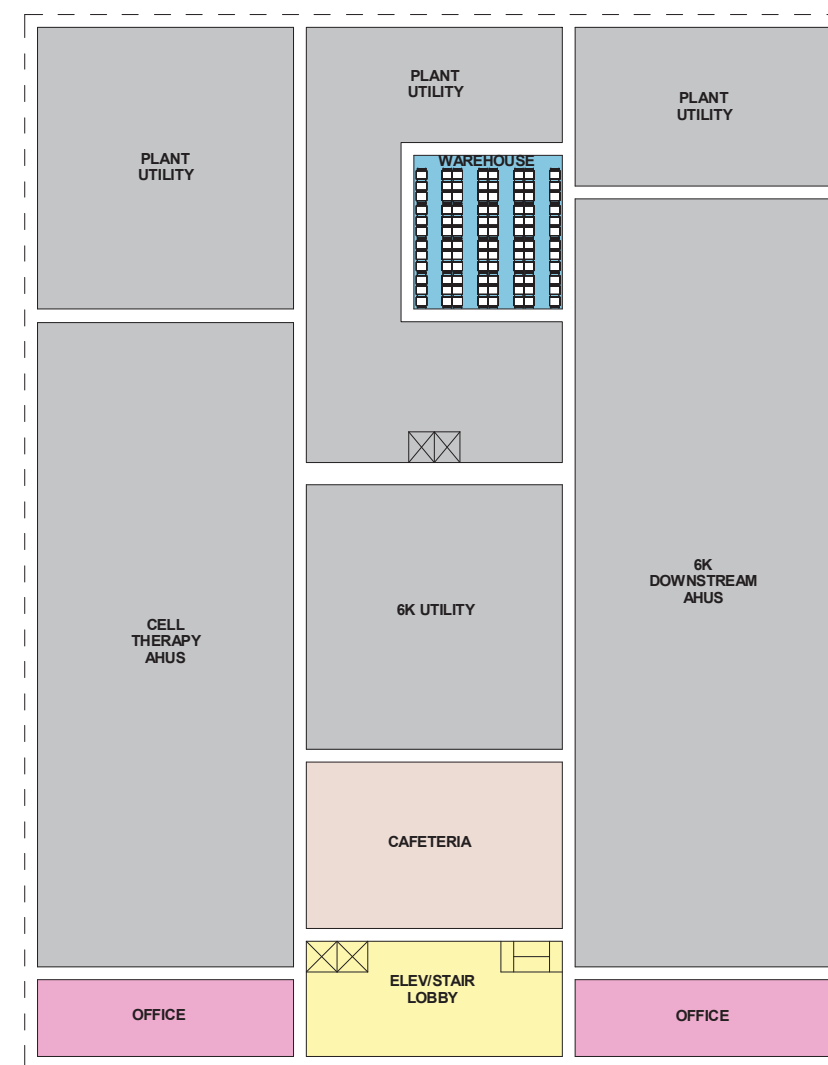 PLANT
UTILITY
PLANT
UTILITY
PLANT
UTILITY
WAREHOUSE
6K
DOWNSTREAM
AHUS
6K UTILITY
CELL
THERAPY
AHUS
CAFETERIA
ELEV/STAIR
LOBBY
OFFICE
OFFICE